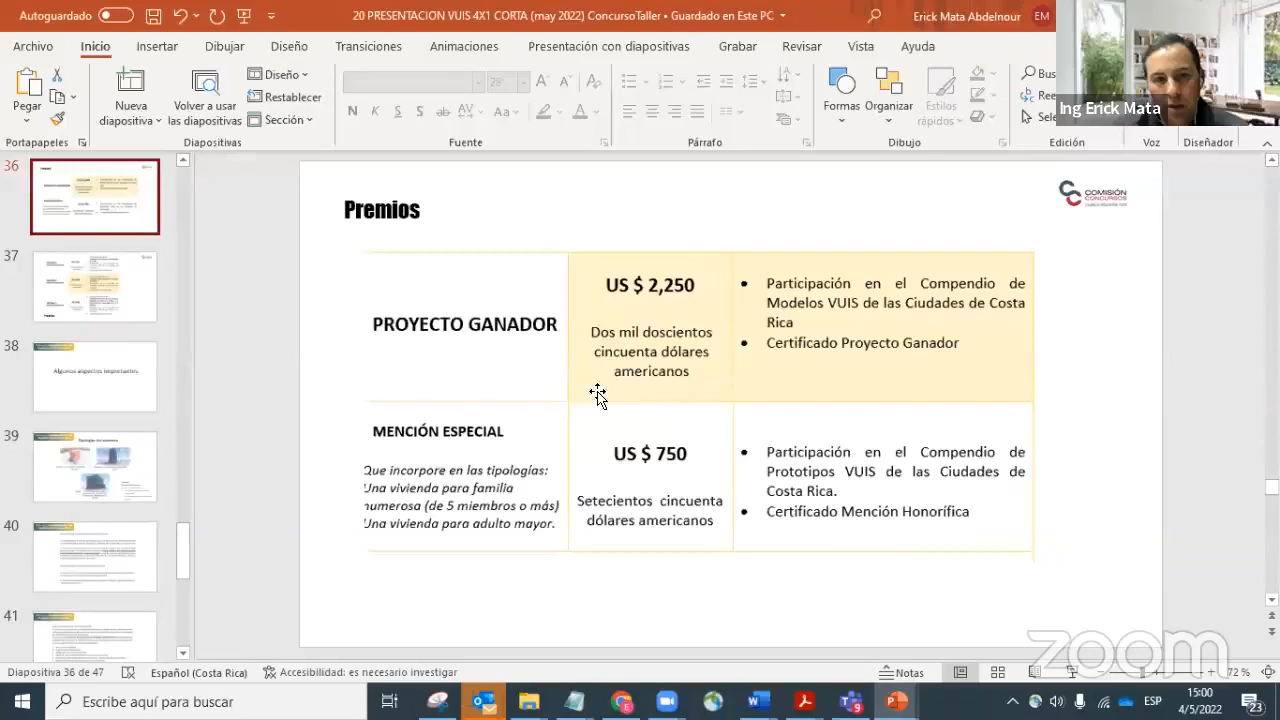 Autoguardado
20 PRESENTACION VUIS 4X1 CORTA (may 2022) ConcursoTaller • Guardado en Este PC
Erick Mata Abdelnour
EM
Archivo Inicio Insertar Dibujar Diseño Transiciones Animaciones Presentación con diapositivas Grabar Revisar Vista Ayuda
Pegar
Nueva
diapositiva
Volver a usar
las diapositivas
Diseño
Restablecer
Sección
28
Formas
Organizar
Estilos
rápidos
Ing Erick Mata
Portapapeles
Diapositivas
Fuente
Párrafo
Dibujo
Edición
Voz
Diseñador
36
37
38
Algunos aspectos importantes
39
40
41
COMISIÓN
CONCURSOS
Premios
PROYECTO GANADOR
US $ 2,250
Dos mil doscientos
cincuenta dólares
americanos
• Participación en el Compendio de
Modelos VUIS de las Ciudades de Costa
Rica
• Certificado Proyecto Ganador
MENCIÓN ESPECIAL
Que incorpore en las tipologías:
Una vivienda para familia
numerosa (de 5 miembros o más)
Una vivienda para adulto mayor.
US $ 750
Setecientos cincuenta
dólares americanos
• Participación en el Compendio de
Prototipos VUIS de las Ciudades de
Costa Rica.
• Certificado Mención Honorífica
zoom
Diapositiva 36 de 47
Español (Costa Rica)
Accesibilidad: es necesario investigar
Notas
72 %
Escribe aquí para buscar
ESP
15:00
4/5/2022
23